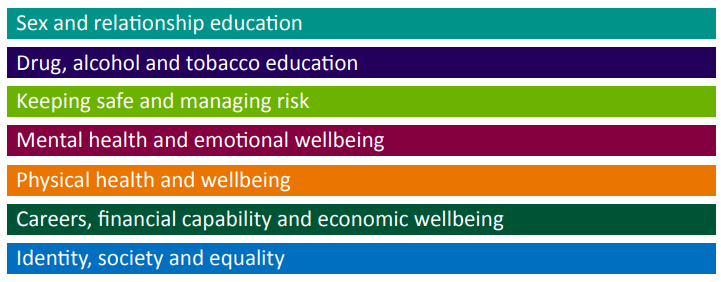 Sex and relationship education
Drug, alcohol and tobacco education
Keeping safe and managing risk
Mental health and emotional wellbeing
Physical health and wellbeing
Careers, financial capability and economic wellbeing
Identity, society and equality